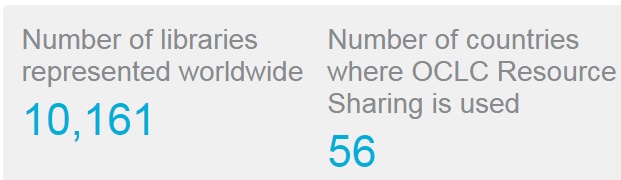 Number of libraries
represented worldwide
10,161
Number of countries
where OCLC Resource
Sharing is used
56